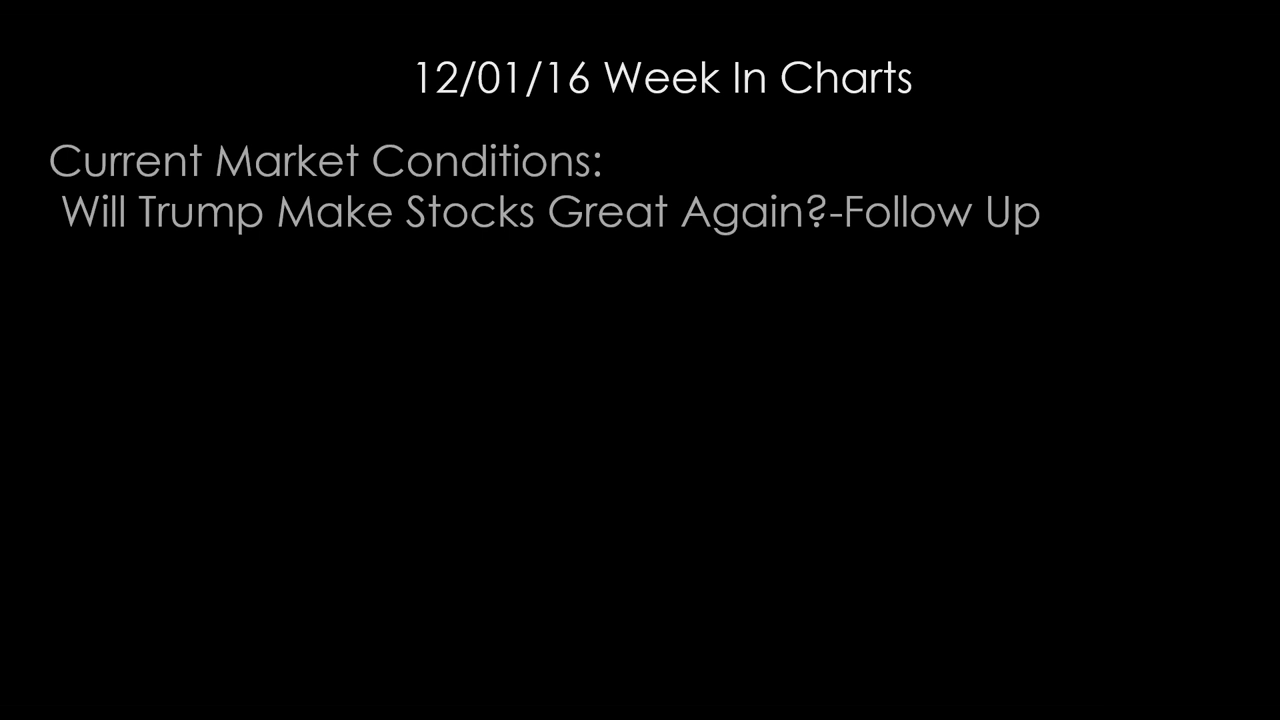 12/01/16 Week In Charts
Current Market Conditions:
Will Trump Make Stocks Great Again?-Follow Up